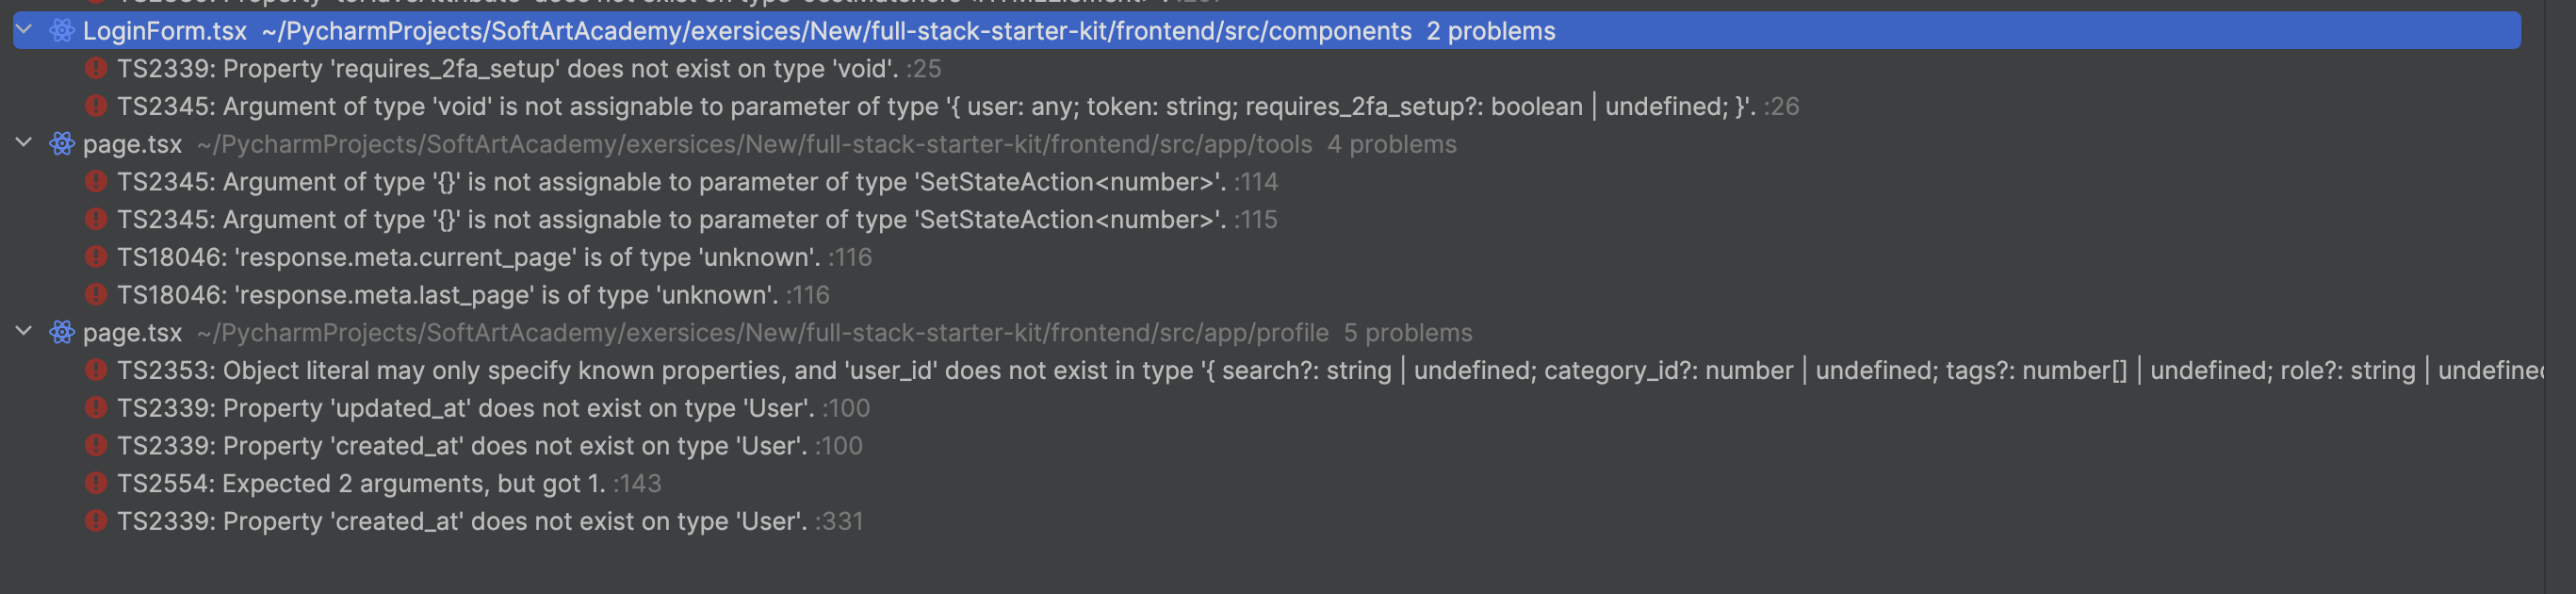 LoginForm.tsx ~/PycharmProjects/SoftArtAcademy/exersices/New/full-stack-starter-kit/frontend/src/components 2 problems
TS2339: Property 'requires_2fa_setup' does not exist on type 'void'. :25
TS2345: Argument of type 'void' is not assignable to parameter of type '{ user: any; token: string; requires_2fa_setup?: boolean | undefined; }'. :26
page.tsx ~/PycharmProjects/SoftArtAcademy/exersices/New/full-stack-starter-kit/frontend/src/app/tools 4 problems
TS2345: Argument of type '{}' is not assignable to parameter of type 'SetStateAction<number>'. :114
TS2345: Argument of type '{}' is not assignable to parameter of type 'SetStateAction<number>'. :115
TS18046: 'response.meta.current_page' is of type 'unknown'. :116
TS18046: 'response.meta.last_page' is of type 'unknown'. :116
page.tsx ~/PycharmProjects/SoftArtAcademy/exersices/New/full-stack-starter-kit/frontend/src/app/profile 5 problems
TS2353: Object literal may only specify known properties, and 'user_id' does not exist in type '{ search?: string | undefined; category_id?: number | undefined; tags?: number[] | undefined; role?: string | undefined
TS2339: Property 'updated_at' does not exist on type 'User'. :100
TS2339: Property 'created_at' does not exist on type 'User'. :100
TS2554: Expected 2 arguments, but got 1. :143
TS2339: Property 'created_at' does not exist on type 'User'. :331